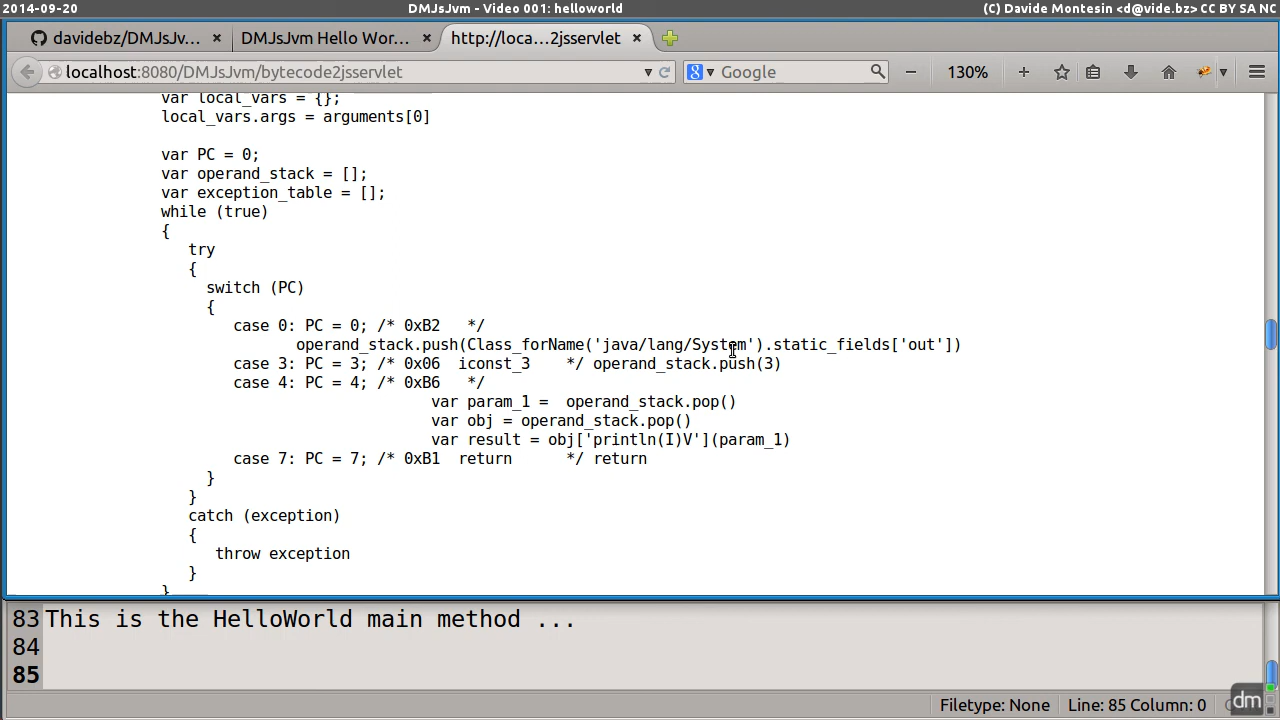 2014-09-20 DMJsJvm - Video 001: helloworld (C) Davide Montesin <d@vide.bz> CC BY SA NC
davidebz/DMJsJv... × DMJsJvm Hello Wor... × http://loca...2jsservlet ×
localhost:8080/DMJsJvm/bytecode2jsservlet Google 130%
var local_vars = {};
local_vars.args = arguments[0]
var PC = 0;
var operand_stack = [];
var exception_table = [];
while (true)
{
try
{
switch (PC)
{
case 0: PC = 0; /* 0xB2 */
operand_stack.push(Class_forName('java/lang/System').static_fields['out'])
case 3: PC = 3; /* 0x06 iconst_3 */ operand_stack.push(3)
case 4: PC = 4; /* 0xB6 */
var param_1 = operand_stack.pop()
var obj = operand_stack.pop()
var result = obj['println(I)V'](param_1)
case 7: PC = 7; /* 0xB1 return */ return
}
}
catch (exception)
{
throw exception
}
}
83 This is the HelloWorld main method ...
84
85
Filetype: None Line: 85 Column: 0
dm